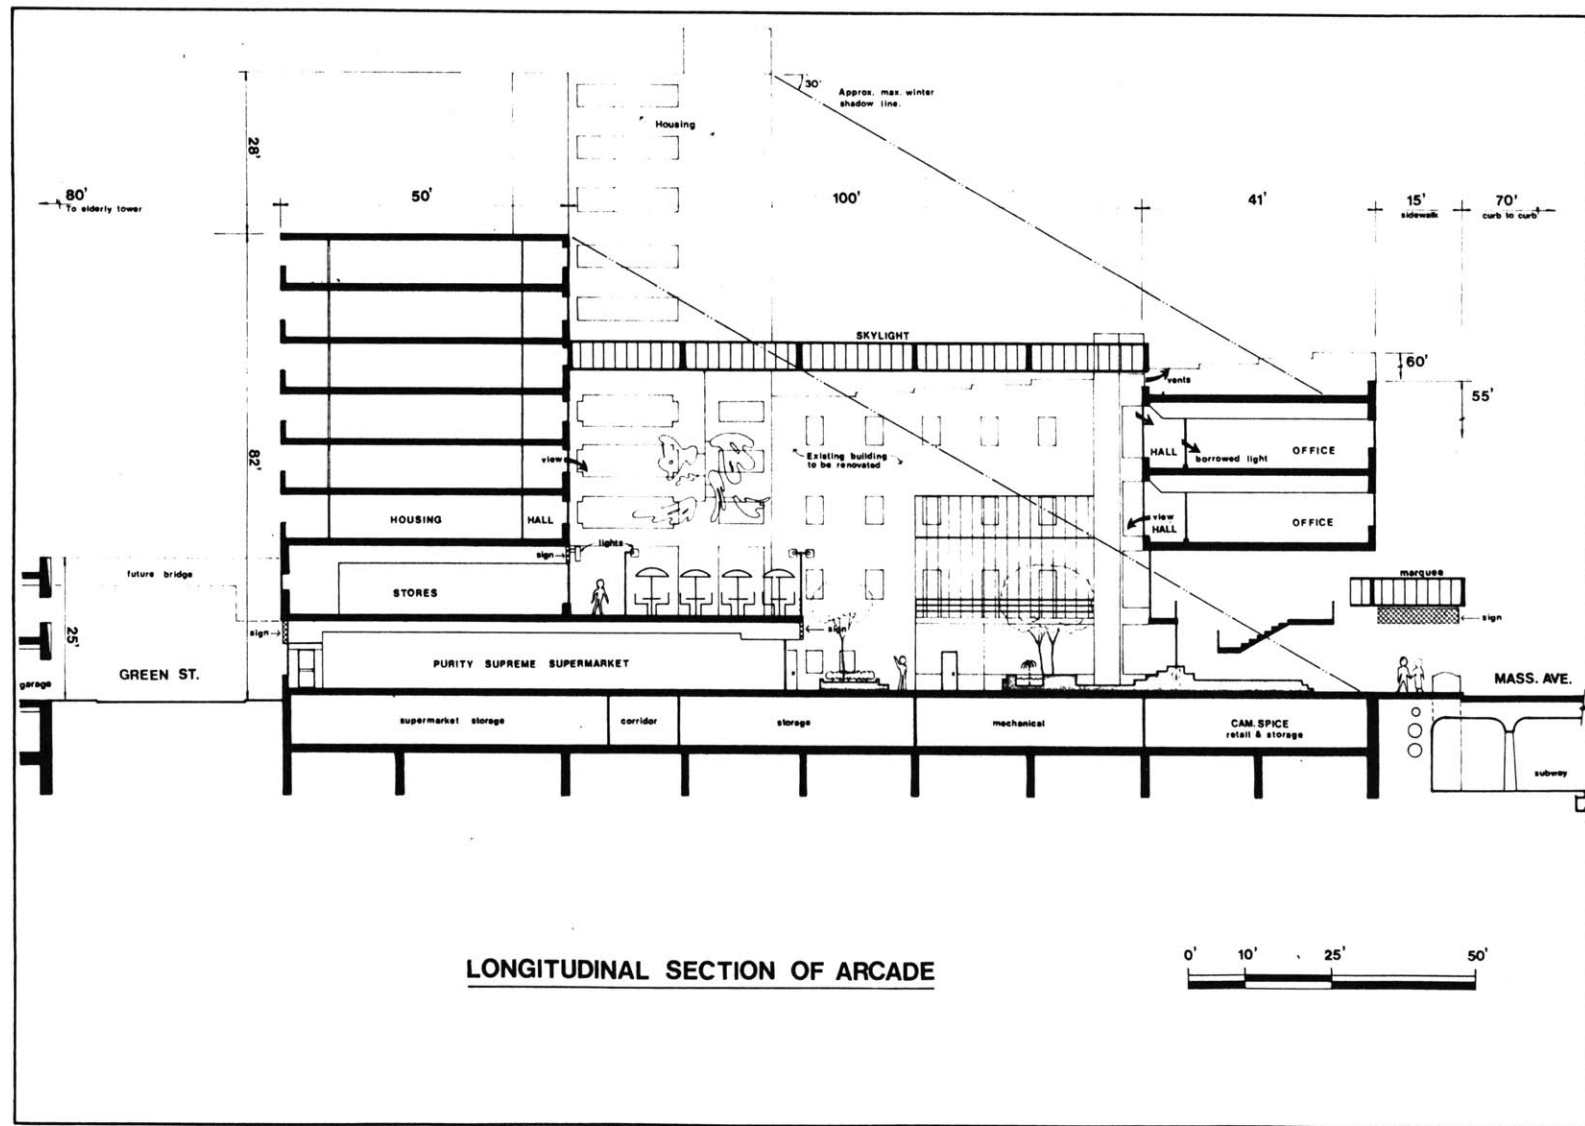 30'
Approx. max. winter
shadow line.
Housing
28'
80'
To elderly tower
50'
100'
41'
15'
sidewalk
70'
curb to curb
SKYLIGHT
60'
vents
55'
82'
view
Existing building
to be renovated
HALL
borrowed light
OFFICE
HOUSING
HALL
view
HALL
OFFICE
lights
sign
future bridge
STORES
marquee
sign
25'
sign
sign
GREEN ST.
PURITY SUPREME SUPERMARKET
MASS. AVE.
garage
supermarket storage
corridor
storage
mechanical
CAM. SPICE
retail & storage
subway
LONGITUDINAL SECTION OF ARCADE
0'
10'
25'
50'